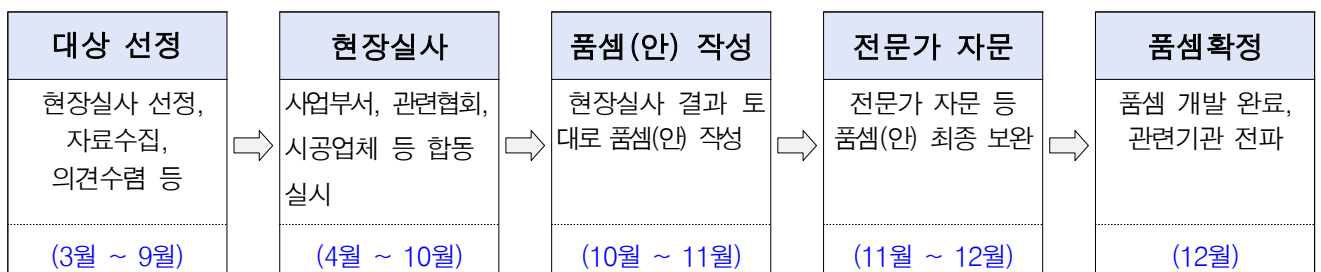 대상 선정
현장실사 선정,
자료수집,
의견수렴 등
(3월 ~ 9월)
현장실사
사업부서, 관련협회,
시공업체 등 합동
실시
(4월 ~ 10월)
품셈(안) 작성
현장실사 결과 토
대로 품셈(안) 작성
(10월 ~ 11월)
전문가 자문
전문가 자문 등
품셈(안) 최종 보완
(11월 ~ 12월)
품셈확정
품셈 개발 완료,
관련기관 전파
(12월)